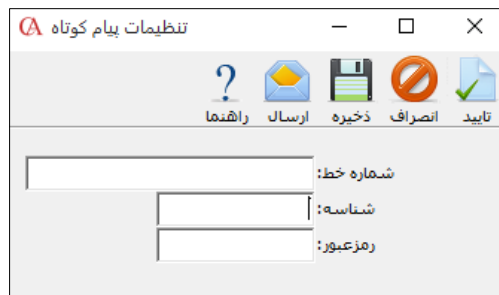 تنظیمات پیام کوتاه
تایید انصراف ذخیره ارسال راهنما
شماره خط:
شناسه:
رمزعبور: